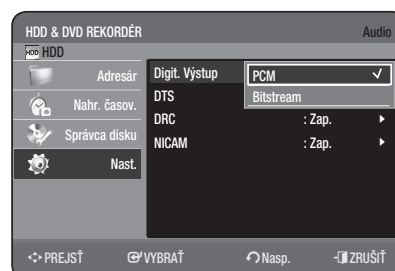 HDD & DVD REKORDÉR Audio
HDD HDD
Adresár
Nahr. časov.
Správca disku
Nast.
Digit. Výstup
PCM ✓
Bitstream
DTS
DRC : Zap. ►
NICAM : Zap. ►
PREJSŤ VYBRAŤ Nasp. ZRUŠIŤ